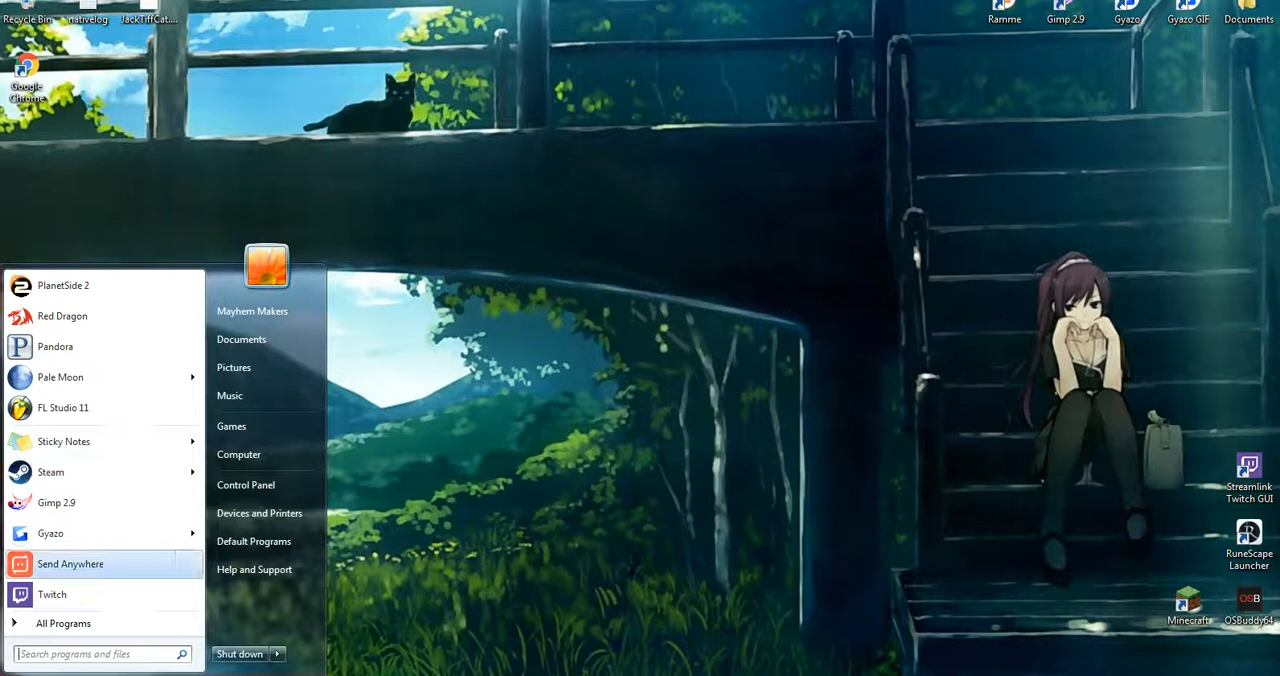 Recycle Bin
nativelog
JackTiffCat....
Ramme
Gimp 2.9
Gyazo
Gyazo GIF
Documents
Google
Chrome
PlanetSide 2
Red Dragon
Pandora
Pale Moon
FL Studio 11
Sticky Notes
Steam
Gimp 2.9
Gyazo
Send Anywhere
Twitch
All Programs
Search programs and files
Mayhem Makers
Documents
Pictures
Music
Games
Computer
Control Panel
Devices and Printers
Default Programs
Help and Support
Shut down
Streamlink
Twitch GUI
RuneScape
Launcher
Minecraft
OSB
OSBuddy64